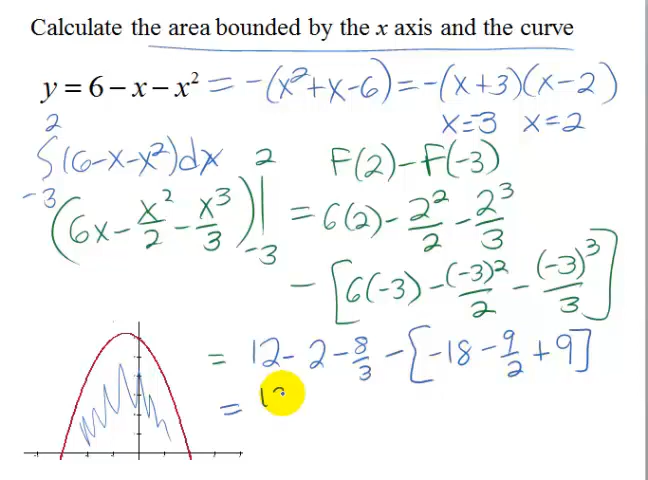 Calculate the area bounded by the x axis and the curve
y = 6 − x − x² = −(x²+x−6) = −(x+3)(x−2)
x=−3 x=2
∫₋₃² (6−x−x²)dx F(2)−F(−3)
(6x − x²/2 − x³/3)|₋₃² = 6(2) − 2²/2 − 2³/3
− [6(−3) − (−3)²/2 − (−3)³/3]
= 12 − 2 − 8/3 − [−18 − 9/2 + 9]
= 1